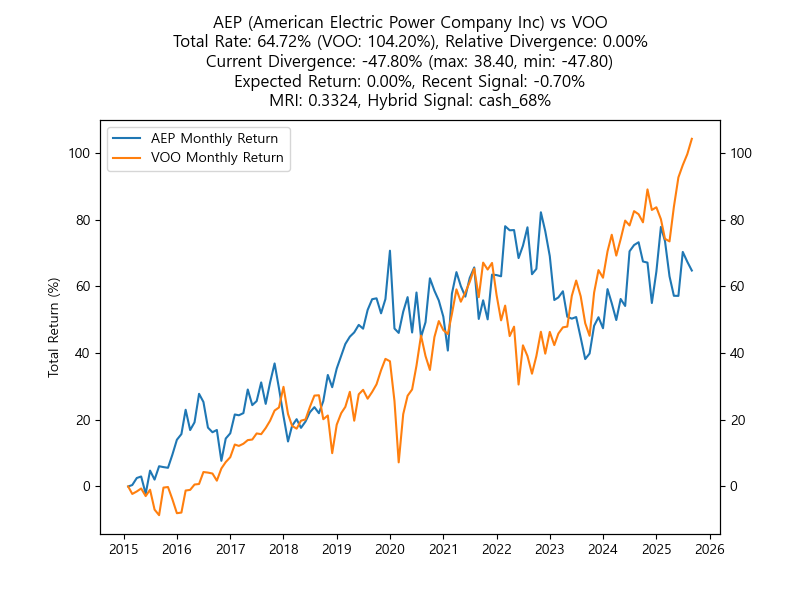 AEP (American Electric Power Company Inc) vs VOO
Total Rate: 64.72% (VOO: 104.20%), Relative Divergence: 0.00%
Current Divergence: -47.80% (max: 38.40, min: -47.80)
Expected Return: 0.00%, Recent Signal: -0.70%
MRI: 0.3324, Hybrid Signal: cash_68%
AEP Monthly Return
VOO Monthly Return
Total Return (%)
100
80
60
40
20
0
100
80
60
40
20
0
2015 2016 2017 2018 2019 2020 2021 2022 2023 2024 2025 2026